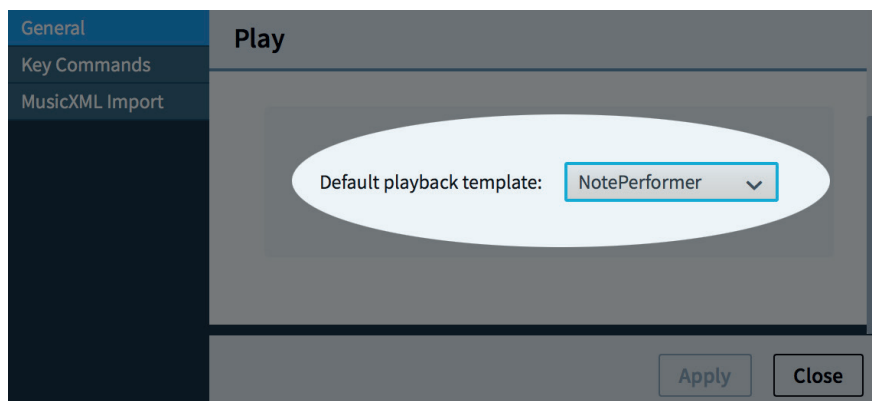 General
Key Commands
MusicXML Import
Play
Default playback template: NotePerformer
Apply Close